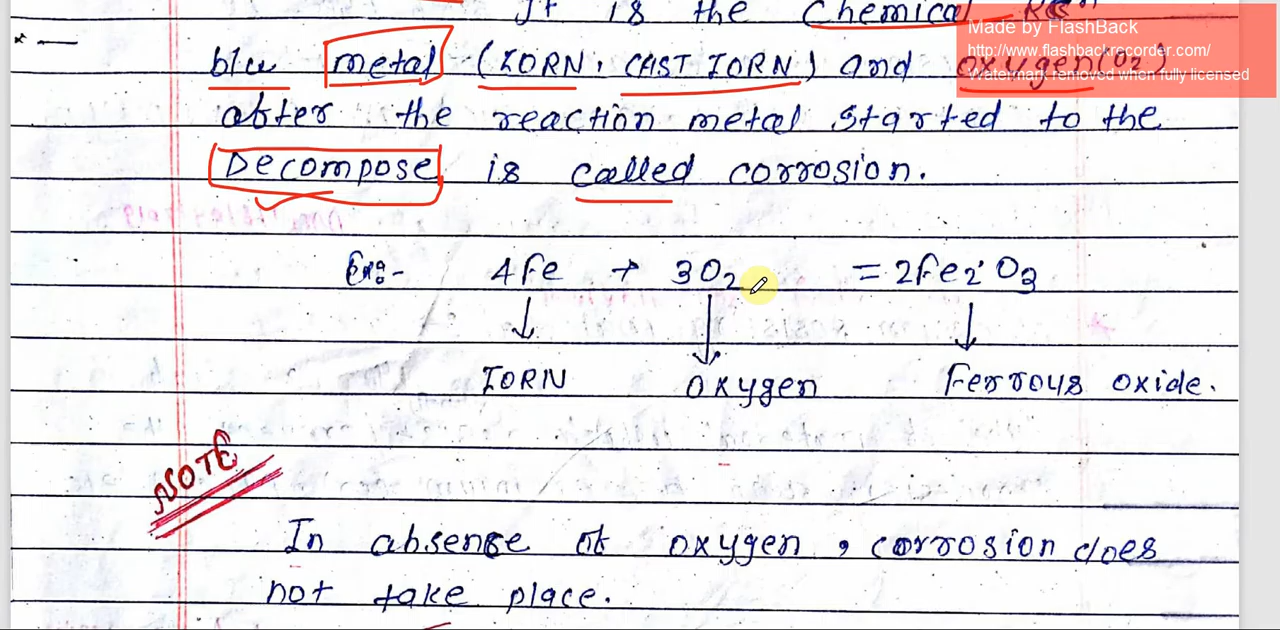 It is the Chemical
Made by FlashBack
http://www.flashbackrecorder.com/
Watermark removed when fully licensed
b/w metal (IORN, CAST IORN) and oxygen(O2)
after the reaction metal started to the
Decompose is called corrosion.
Ex:- 4Fe + 3O2 = 2Fe2O3
IORN oxygen Ferrous oxide.
NOTE
In absense of oxygen, corrosion does
not take place.